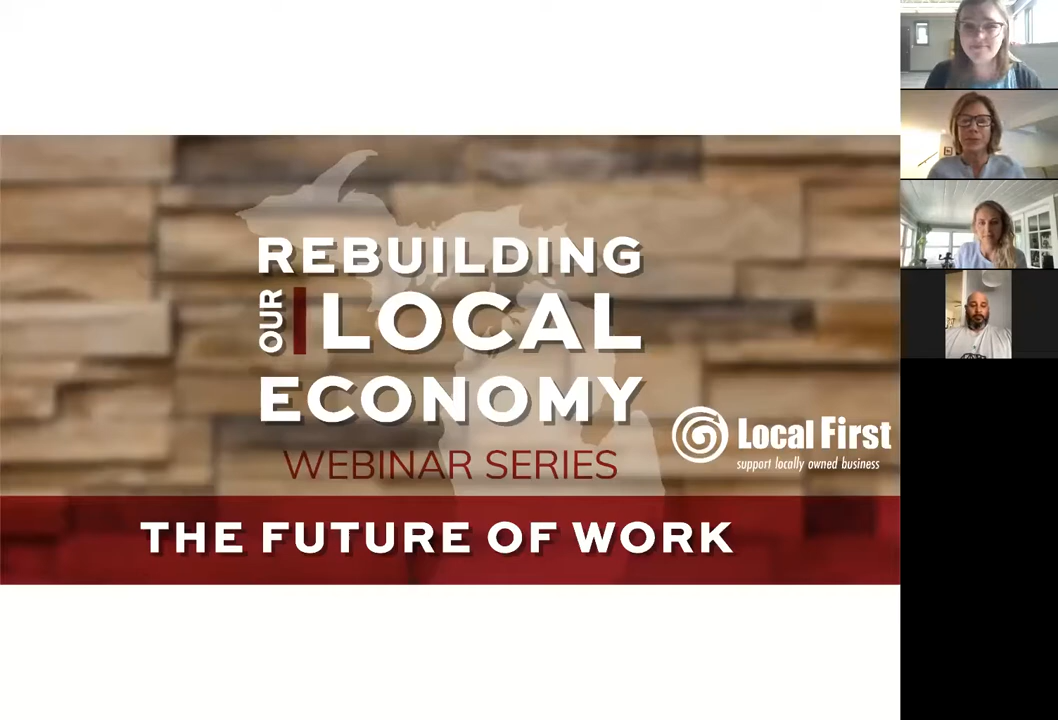 REBUILDING
OUR LOCAL
ECONOMY
WEBINAR SERIES
Local First
support locally owned business
THE FUTURE OF WORK